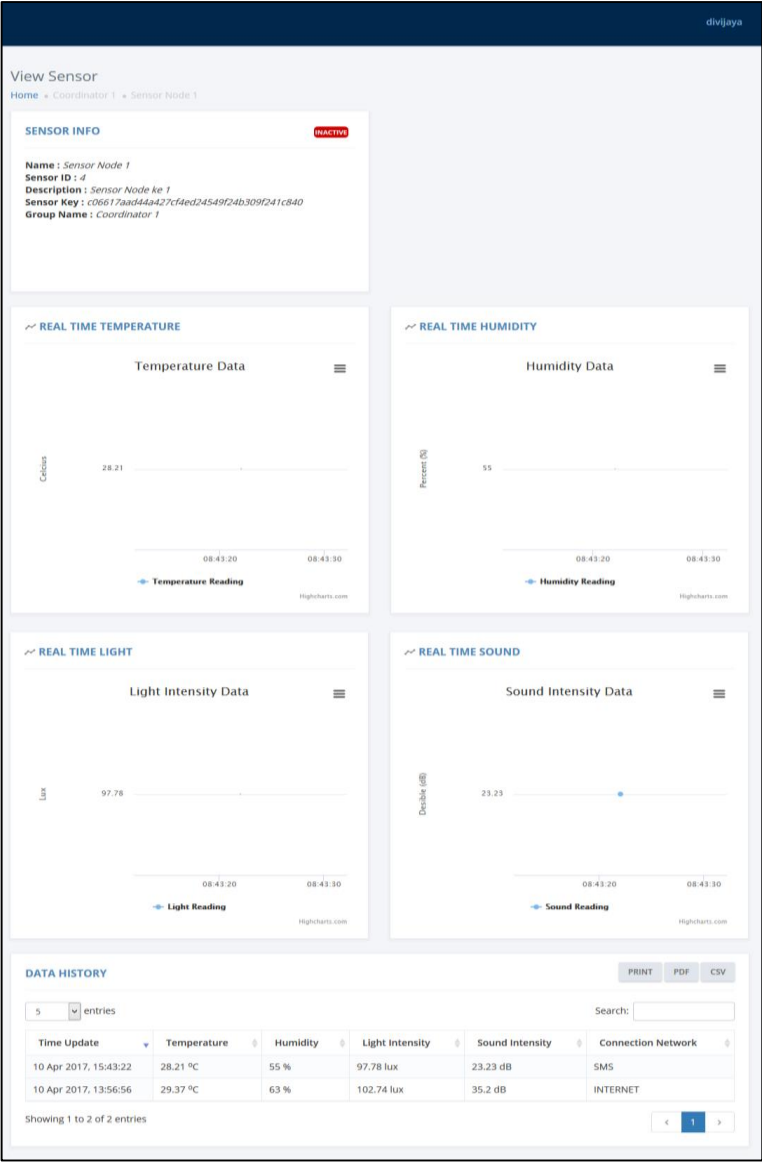 divijaya
View Sensor
Home • Coordinator 1 • Sensor Node 1
SENSOR INFO
INACTIVE
Name : Sensor Node 1
Sensor ID : 4
Description : Sensor Node ke 1
Sensor Key : c06617aad44a427cf4ed24549f24b309f241c840
Group Name : Coordinator 1
REAL TIME TEMPERATURE
Temperature Data
Celcius
28.21
08:43:20 08:43:30
Temperature Reading
Highcharts.com
REAL TIME HUMIDITY
Humidity Data
Percent (%)
55
08:43:20 08:43:30
Humidity Reading
Highcharts.com
REAL TIME LIGHT
Light Intensity Data
Lux
97.78
08:43:20 08:43:30
Light Reading
Highcharts.com
REAL TIME SOUND
Sound Intensity Data
Desible (dB)
23.23
08:43:20 08:43:30
Sound Reading
Highcharts.com
DATA HISTORY
PRINT PDF CSV
5 entries
Search:
Time Update Temperature Humidity Light Intensity Sound Intensity Connection Network
10 Apr 2017, 15:43:22 28.21 ºC 55 % 97.78 lux 23.23 dB SMS
10 Apr 2017, 13:56:56 29.37 ºC 63 % 102.74 lux 35.2 dB INTERNET
Showing 1 to 2 of 2 entries
‹ 1 ›